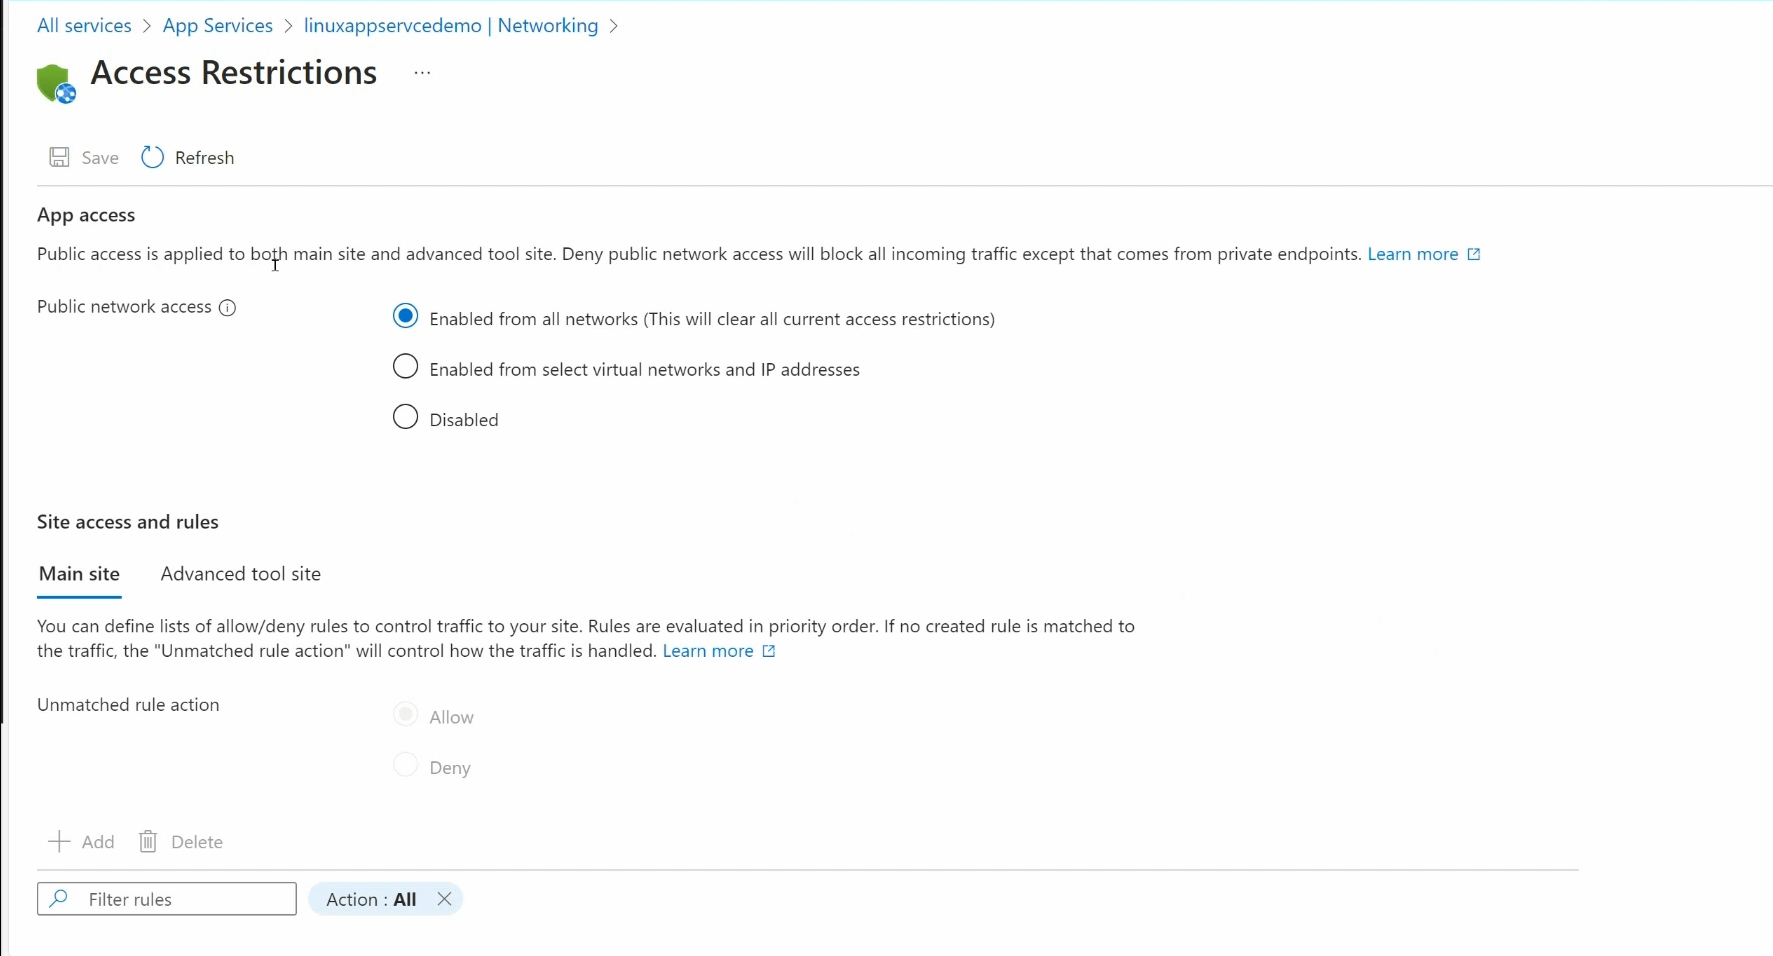 All services > App Services > linuxappservcedemo | Networking >
Access Restrictions ...
Save Refresh
App access
Public access is applied to both main site and advanced tool site. Deny public network access will block all incoming traffic except that comes from private endpoints. Learn more
Public network access
Enabled from all networks (This will clear all current access restrictions)
Enabled from select virtual networks and IP addresses
Disabled
Site access and rules
Main site Advanced tool site
You can define lists of allow/deny rules to control traffic to your site. Rules are evaluated in priority order. If no created rule is matched to
the traffic, the "Unmatched rule action" will control how the traffic is handled. Learn more
Unmatched rule action
Allow
Deny
Add Delete
Filter rules Action : All